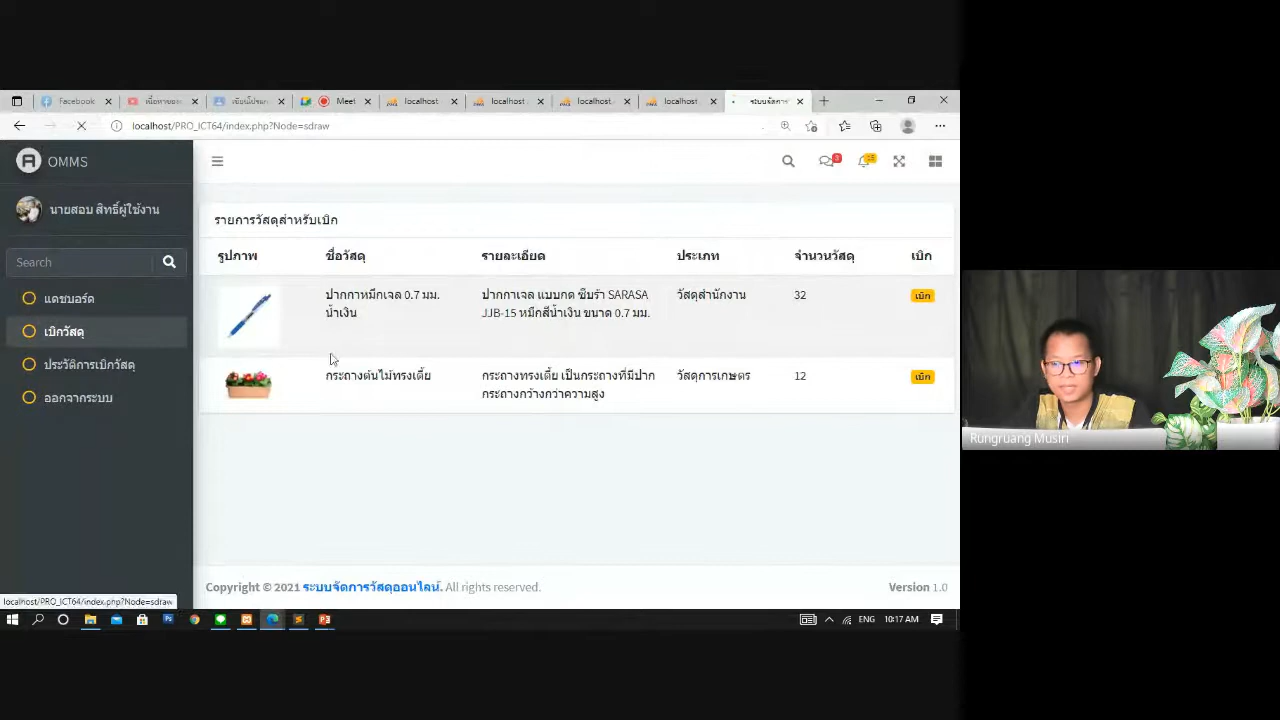 Facebook
Meet
localhost
localhost
localhost
localhost
ระบบจัดการ
localhost/PRO_ICT64/index.php?Node=sdraw
OMMS
นายสอบ สิทธิ์ผู้ใช้งาน
Search
แดชบอร์ด
เบิกวัสดุ
ประวัติการเบิกวัสดุ
ออกจากระบบ
รายการวัสดุสำหรับเบิก
รูปภาพ ชื่อวัสดุ รายละเอียด ประเภท จำนวนวัสดุ เบิก
ปากกาหมึกเจล 0.7 มม. ปากกาเจล แบบกด ซีบร้า SARASA วัสดุสำนักงาน 32 เบิก
น้ำเงิน JJB-15 หมึกสีน้ำเงิน ขนาด 0.7 มม.
กระถางต้นไม้ทรงเตี้ย กระถางทรงเตี้ย เป็นกระถางที่มีปาก วัสดุการเกษตร 12 เบิก
กระถางกว้างกว่าความสูง
Copyright © 2021 ระบบจัดการวัสดุออนไลน์. All rights reserved. Version 1.0
localhost/PRO_ICT64/index.php?Node=sdraw
ENG 10:17 AM
Rungruang Musiri